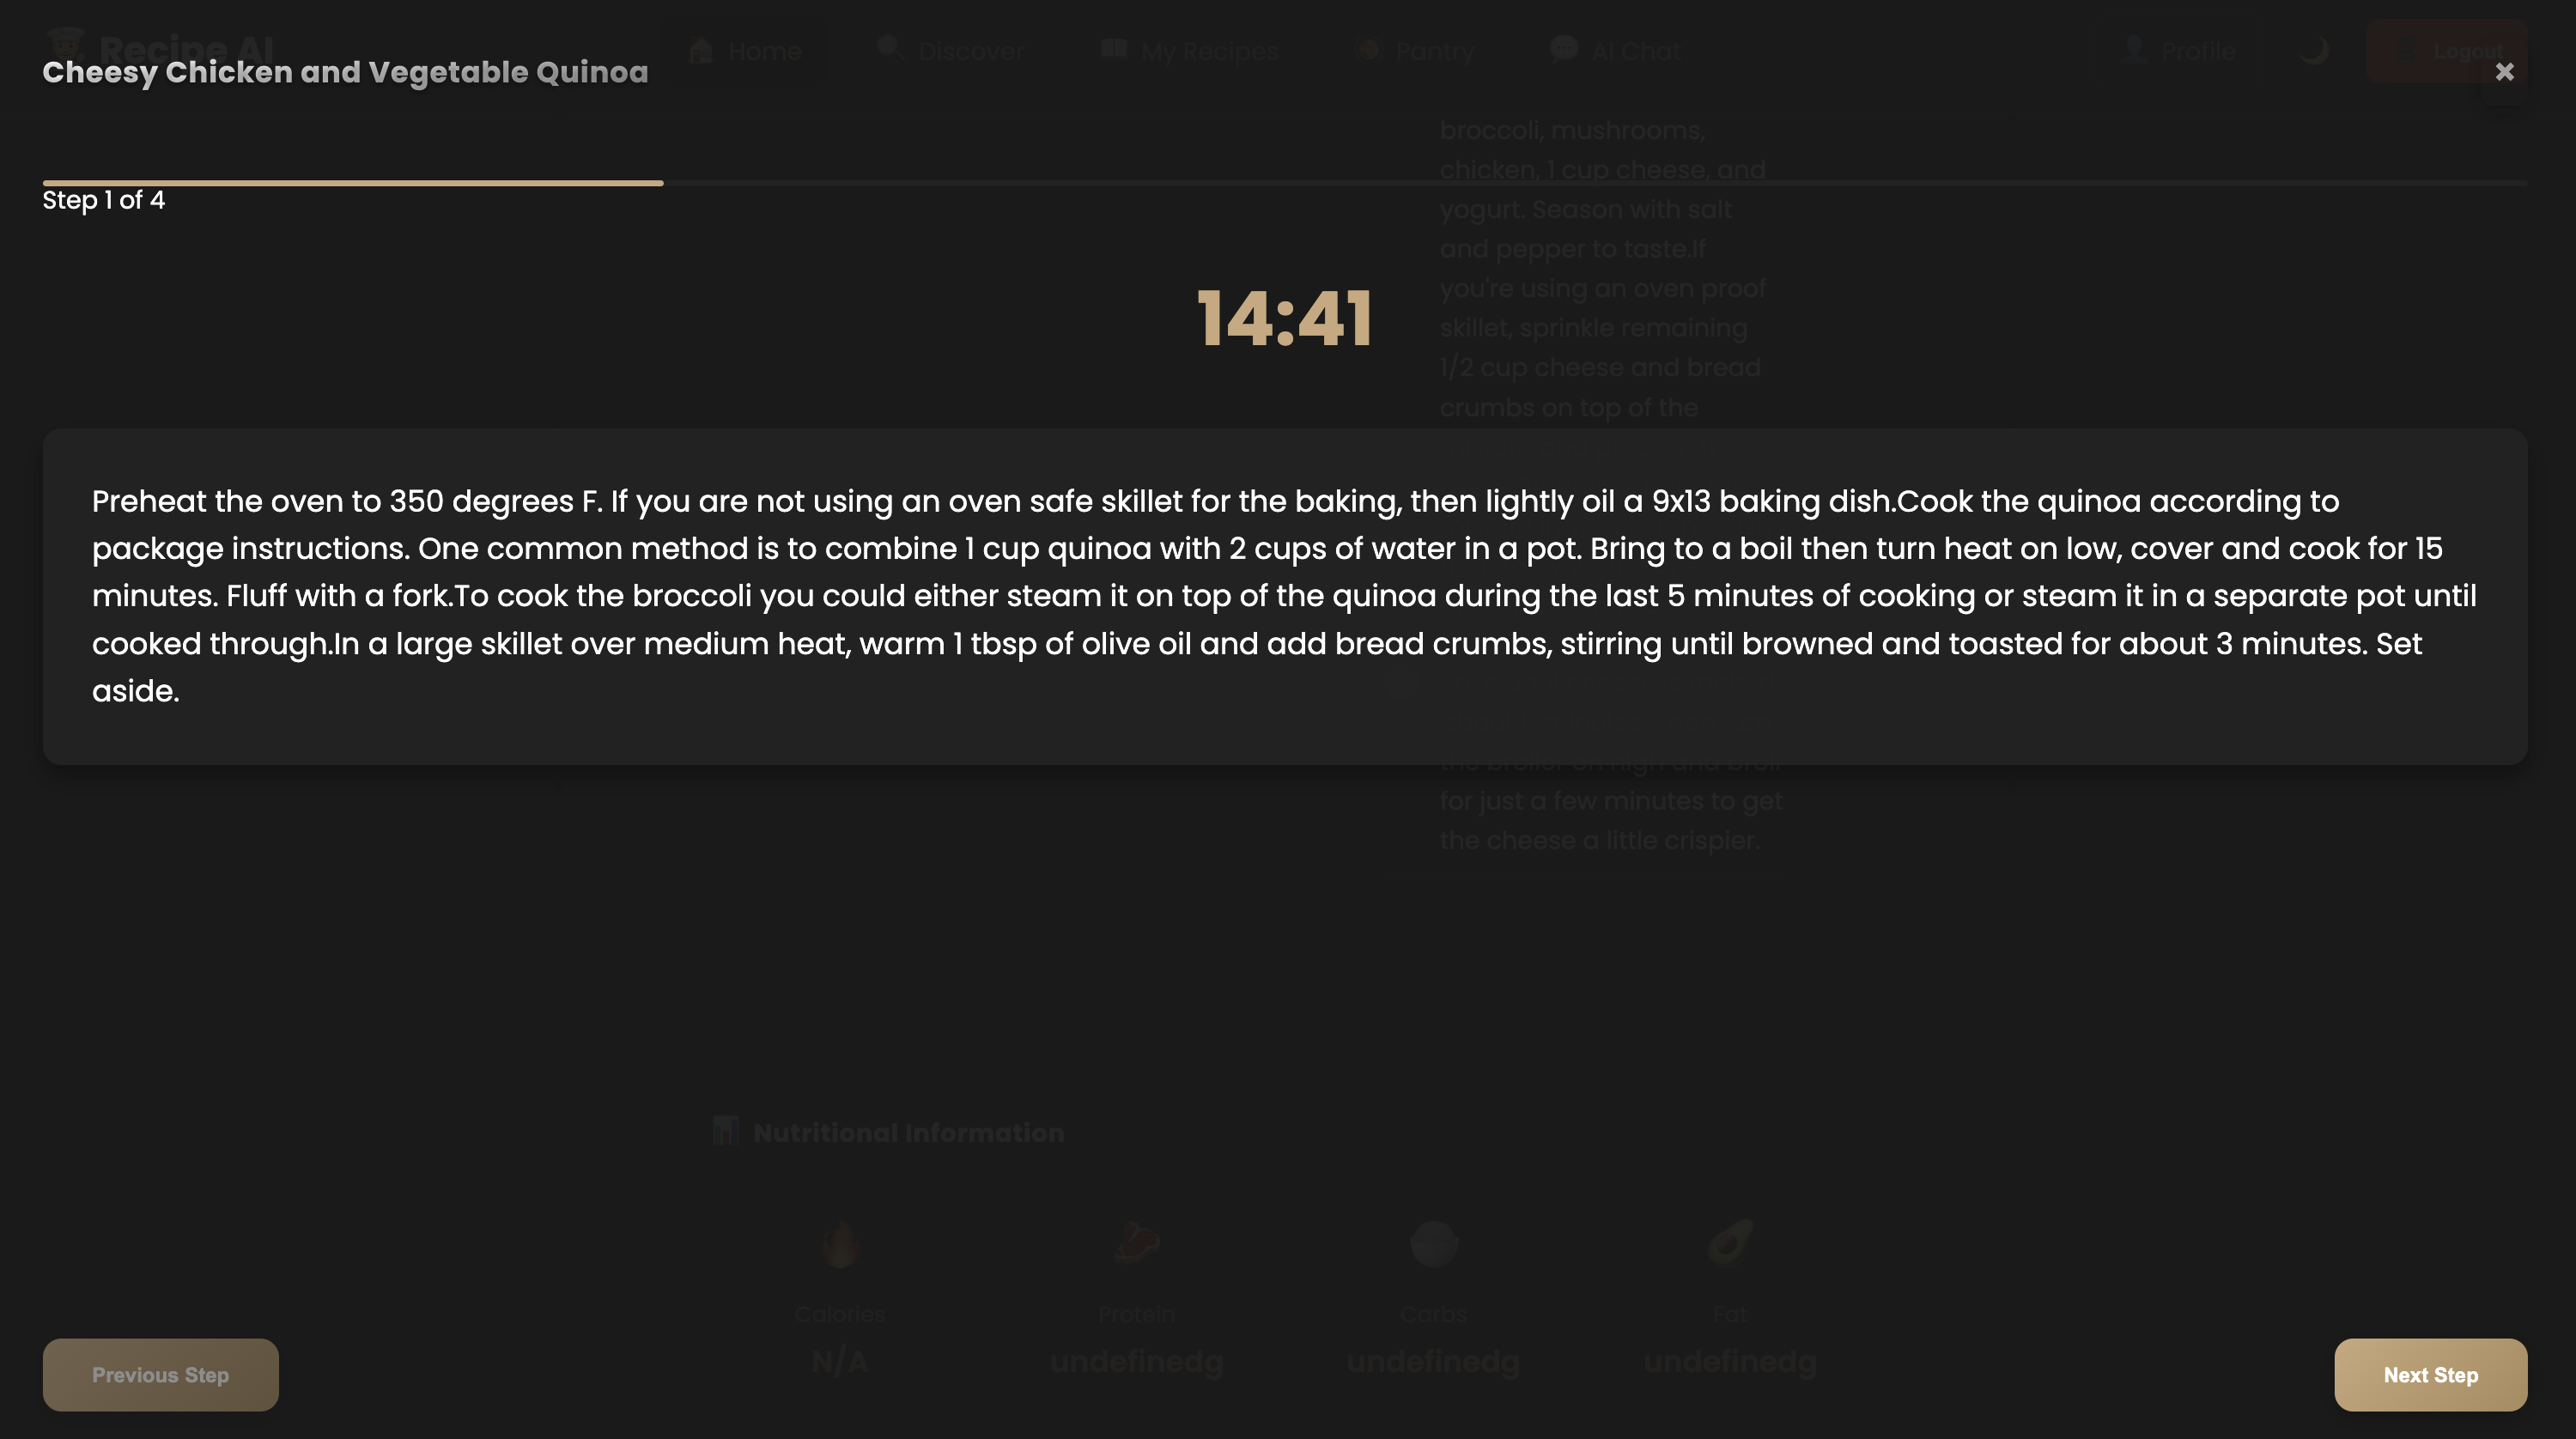 Recipe AI
Home
Discover
My Recipes
Pantry
AI Chat
Profile
Logout
Cheesy Chicken and Vegetable Quinoa
×
Step 1 of 4
14:41
broccoli, mushrooms,
chicken, 1 cup cheese, and
yogurt. Season with salt
and pepper to taste.If
you're using an oven proof
skillet, sprinkle remaining
1/2 cup cheese and bread
crumbs on top of the
Preheat the oven to 350 degrees F. If you are not using an oven safe skillet for the baking, then lightly oil a 9x13 baking dish.Cook the quinoa according to
package instructions. One common method is to combine 1 cup quinoa with 2 cups of water in a pot. Bring to a boil then turn heat on low, cover and cook for 15
minutes. Fluff with a fork.To cook the broccoli you could either steam it on top of the quinoa during the last 5 minutes of cooking or steam it in a separate pot until
cooked through.In a large skillet over medium heat, warm 1 tbsp of olive oil and add bread crumbs, stirring until browned and toasted for about 3 minutes. Set
aside.
the broiler on high and broil
for just a few minutes to get
the cheese a little crispier.
Nutritional Information
Calories
Protein
Carbs
Fat
N/A
undefinedg
undefinedg
undefinedg
Previous Step
Next Step